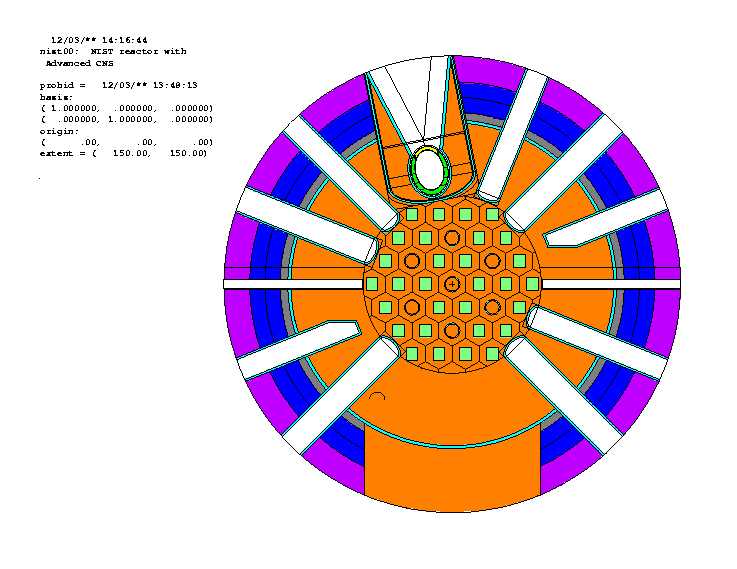 12/03/** 14:16:44
nist00:  NIST reactor with
Advanced CNS
probid =   12/03/** 13:48:13
basis:
( 1.000000,  .000000,  .000000)
(  .000000, 1.000000,  .000000)
origin:
(      .00,      .00,      .00)
extent = (   150.00,   150.00)